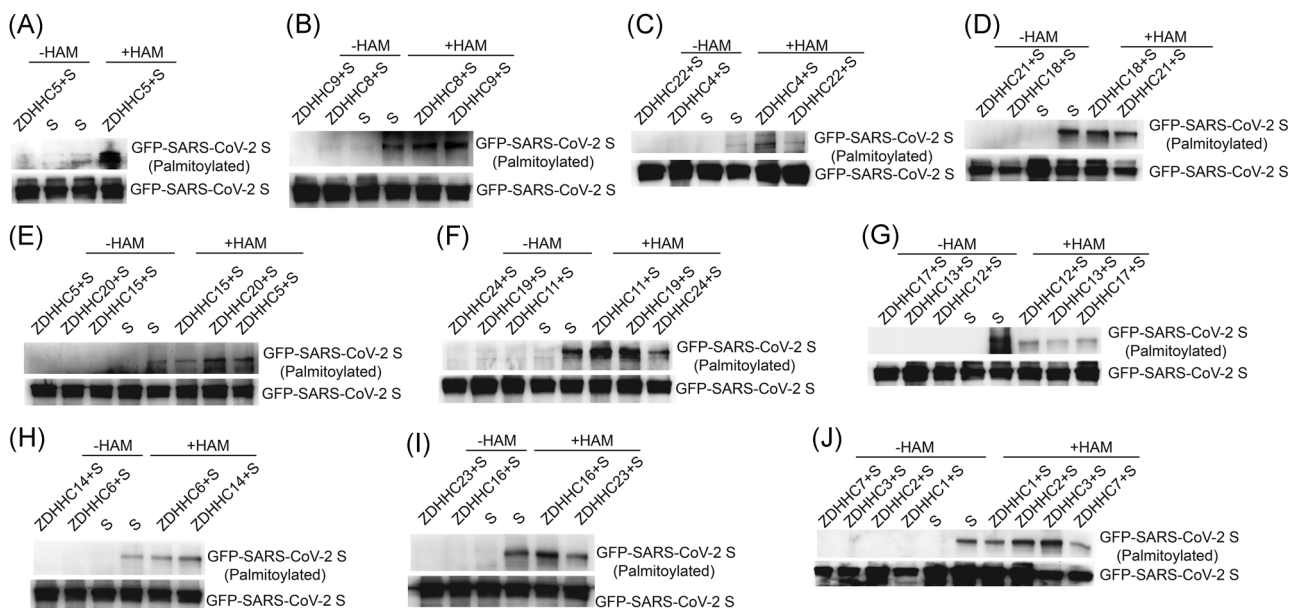 (A)
-HAM +HAM
ZDHHC5+S S S ZDHHC5+S
GFP-SARS-CoV-2 S
(Palmitoylated)
GFP-SARS-CoV-2 S
(B)
-HAM +HAM
ZDHHC9+S ZDHHC8+S S S ZDHHC8+S ZDHHC9+S
GFP-SARS-CoV-2 S
(Palmitoylated)
GFP-SARS-CoV-2 S
(C)
-HAM +HAM
ZDHHC22+S ZDHHC4+S S S ZDHHC4+S ZDHHC22+S
GFP-SARS-CoV-2 S
(Palmitoylated)
GFP-SARS-CoV-2 S
(D)
-HAM +HAM
ZDHHC21+S ZDHHC18+S S S ZDHHC18+S ZDHHC21+S
GFP-SARS-CoV-2 S
(Palmitoylated)
GFP-SARS-CoV-2 S
(E)
-HAM +HAM
ZDHHC5+S ZDHHC20+S ZDHHC15+S S S ZDHHC15+S ZDHHC20+S ZDHHC5+S
GFP-SARS-CoV-2 S
(Palmitoylated)
GFP-SARS-CoV-2 S
(F)
-HAM +HAM
ZDHHC24+S ZDHHC19+S ZDHHC11+S S S ZDHHC11+S ZDHHC19+S ZDHHC24+S
GFP-SARS-CoV-2 S
(Palmitoylated)
GFP-SARS-CoV-2 S
(G)
-HAM +HAM
ZDHHC17+S ZDHHC13+S ZDHHC12+S S S ZDHHC12+S ZDHHC13+S ZDHHC17+S
GFP-SARS-CoV-2 S
(Palmitoylated)
GFP-SARS-CoV-2 S
(H)
-HAM +HAM
ZDHHC14+S ZDHHC6+S S S ZDHHC6+S ZDHHC14+S
GFP-SARS-CoV-2 S
(Palmitoylated)
GFP-SARS-CoV-2 S
(I)
-HAM +HAM
ZDHHC23+S ZDHHC16+S S S ZDHHC16+S ZDHHC23+S
GFP-SARS-CoV-2 S
(Palmitoylated)
GFP-SARS-CoV-2 S
(J)
-HAM +HAM
ZDHHC7+S ZDHHC3+S ZDHHC2+S ZDHHC1+S S S ZDHHC1+S ZDHHC2+S ZDHHC3+S ZDHHC7+S
GFP-SARS-CoV-2 S
(Palmitoylated)
GFP-SARS-CoV-2 S